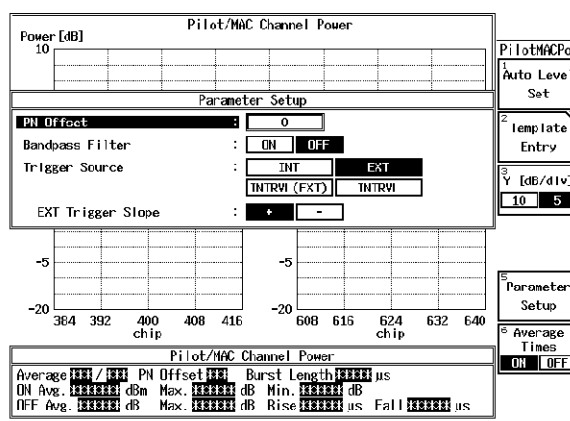 Pilot/MAC Channel Power
Power [dB]
10
Parameter Setup
PN Offset : 0
Bandpass Filter : ON OFF
Trigger Source : INT EXT
INTRVl (EXT) INTRVl
EXT Trigger Slope : + -
-5 -5
-20 -20
384 392 400 408 416 608 616 624 632 640
chip chip
Pilot/MAC Channel Power
Average / PN Offset Burst Length µs
ON Avg. dBm Max. dB Min. dB
OFF Avg. dB Max. dB Rise µs Fall µs
PilotMACPo
1
Auto Leve
Set
2
Template
Entry
3
Y [dB/div]
10 5
5
Parameter
Setup
6 Average
Times
ON OFF